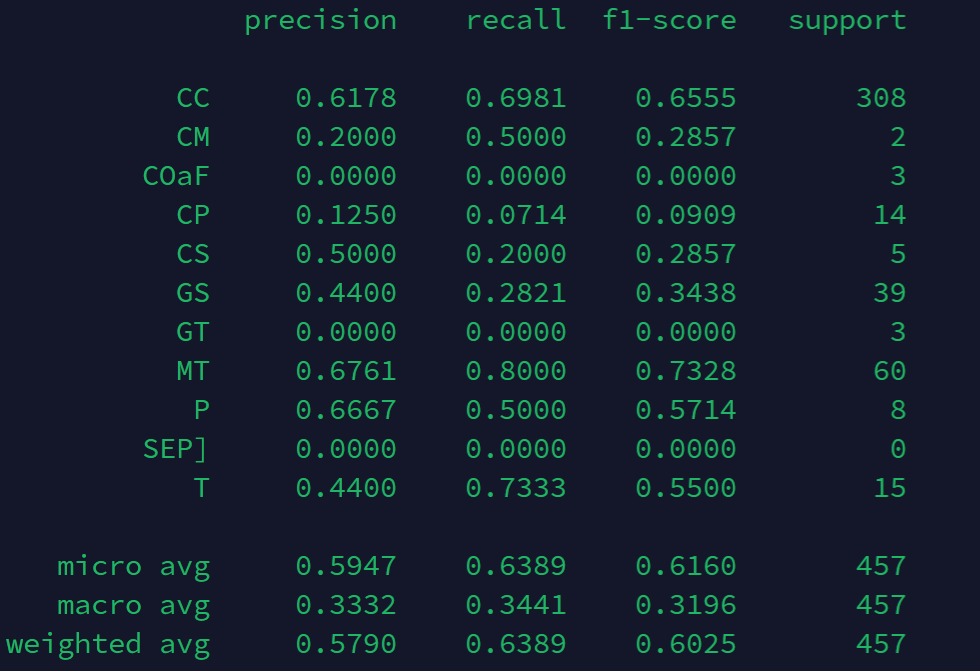 precision recall f1-score support
CC 0.6178 0.6981 0.6555 308
CM 0.2000 0.5000 0.2857 2
COaF 0.0000 0.0000 0.0000 3
CP 0.1250 0.0714 0.0909 14
CS 0.5000 0.2000 0.2857 5
GS 0.4400 0.2821 0.3438 39
GT 0.0000 0.0000 0.0000 3
MT 0.6761 0.8000 0.7328 60
P 0.6667 0.5000 0.5714 8
SEP] 0.0000 0.0000 0.0000 0
T 0.4400 0.7333 0.5500 15
micro avg 0.5947 0.6389 0.6160 457
macro avg 0.3332 0.3441 0.3196 457
weighted avg 0.5790 0.6389 0.6025 457